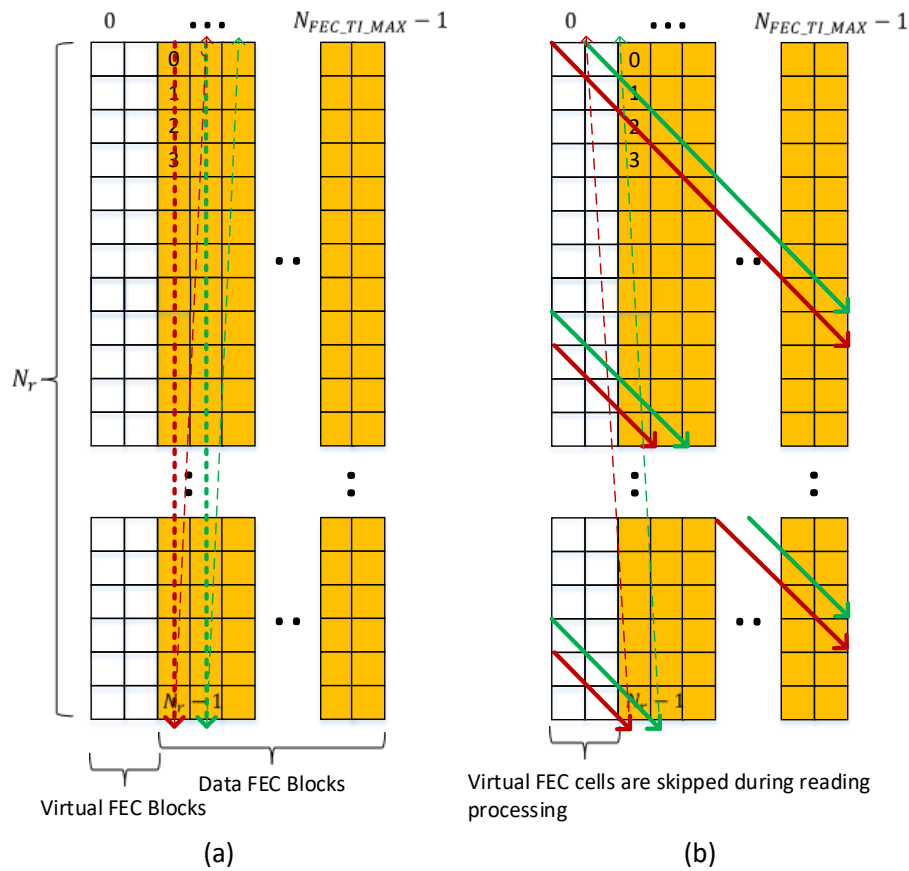 0 ... N_{FEC_TI_MAX} − 1
0
1
2
3
N_r
..
:
:
..
N_r − 1
Virtual FEC Blocks
Data FEC Blocks
(a)
0 ... N_{FEC_TI_MAX} − 1
0
1
2
3
..
:
:
..
N_r − 1
Virtual FEC cells are skipped during reading
processing
(b)